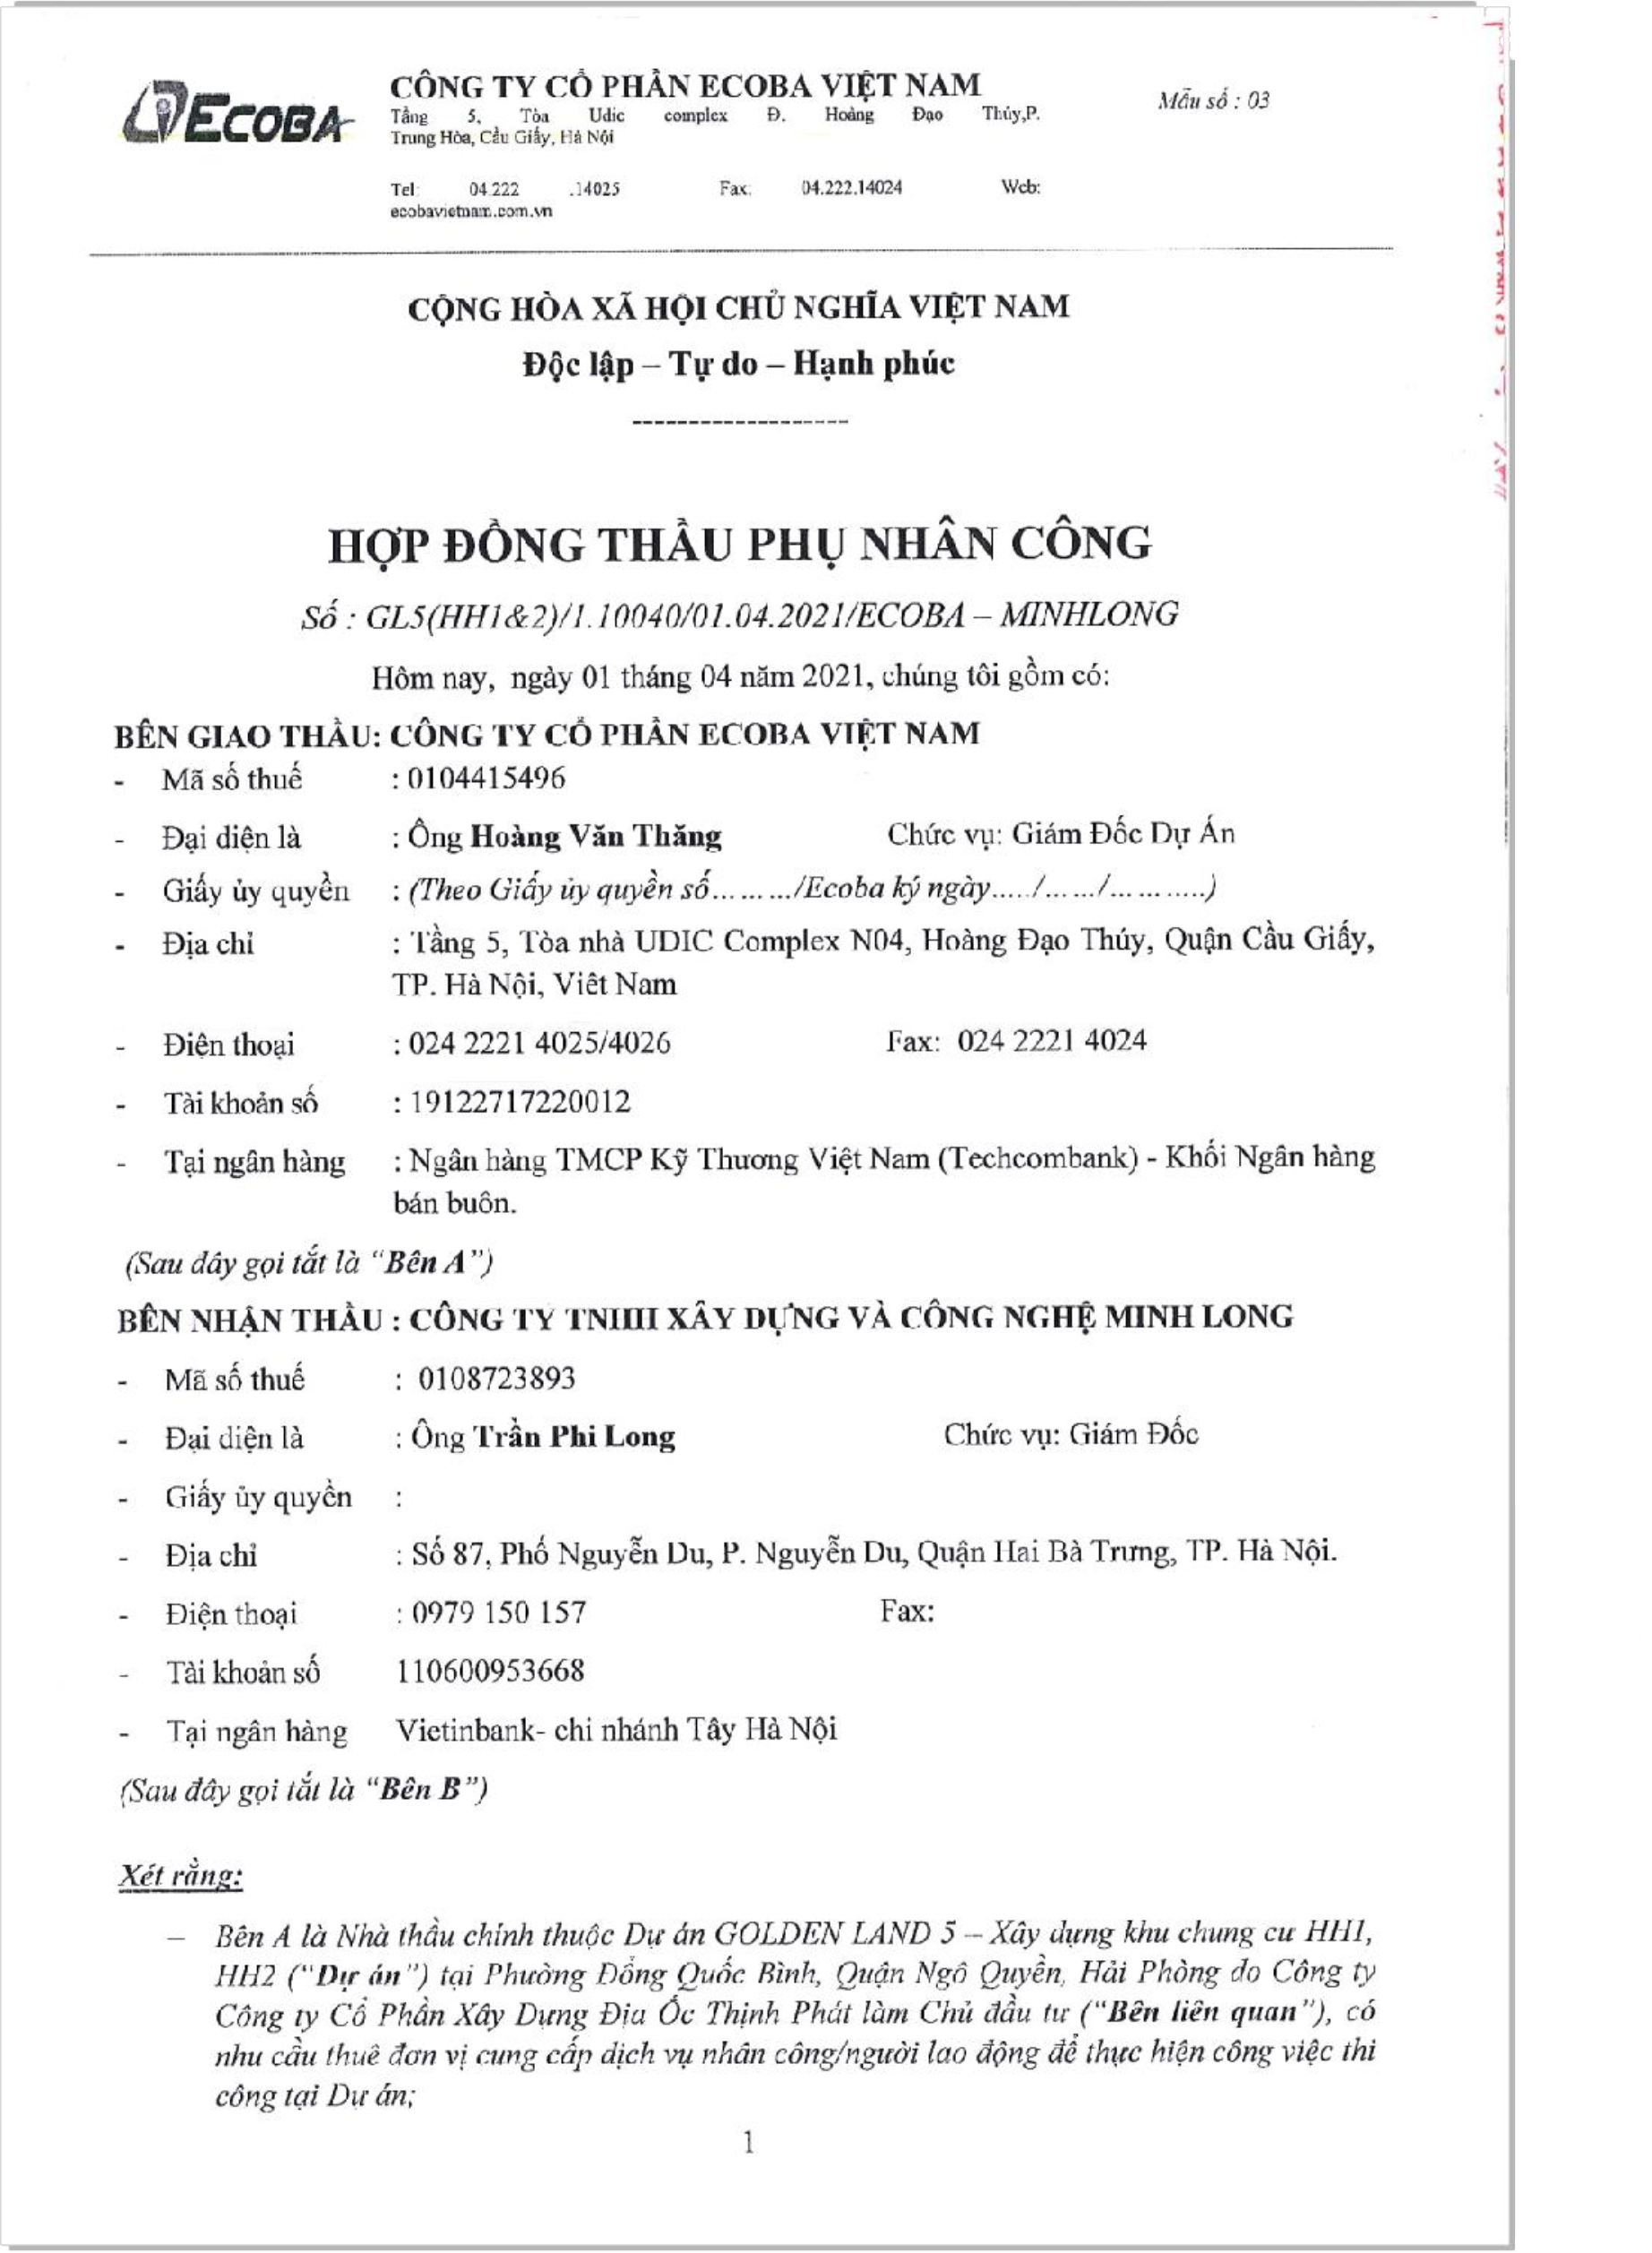 ECOBA
CÔNG TY CỔ PHẦN ECOBA VIỆT NAM
Mẫu số : 03
Tầng 5, Tòa Udic complex Đ. Hoàng Đạo Thúy,P.
Trung Hòa, Cầu Giấy, Hà Nội
Tel: 04.222 .14025 Fax: 04.222.14024 Web:
ecobavietnam.com.vn
CỘNG HÒA XÃ HỘI CHỦ NGHĨA VIỆT NAM
Độc lập – Tự do – Hạnh phúc
-------------------
HỢP ĐỒNG THẦU PHỤ NHÂN CÔNG
Số : GL5(HH1&2)/1.10040/01.04.2021/ECOBA – MINHLONG
Hôm nay, ngày 01 tháng 04 năm 2021, chúng tôi gồm có:
BÊN GIAO THẦU: CÔNG TY CỔ PHẦN ECOBA VIỆT NAM
- Mã số thuế : 0104415496
- Đại diện là : Ông Hoàng Văn Thăng Chức vụ: Giám Đốc Dự Án
- Giấy ủy quyền : (Theo Giấy ủy quyền số........./Ecoba ký ngày...../....../...........)
- Địa chỉ : Tầng 5, Tòa nhà UDIC Complex N04, Hoàng Đạo Thúy, Quận Cầu Giấy,
TP. Hà Nội, Viêt Nam
- Điện thoại : 024 2221 4025/4026 Fax: 024 2221 4024
- Tài khoản số : 19122717220012
- Tại ngân hàng : Ngân hàng TMCP Kỹ Thương Việt Nam (Techcombank) - Khối Ngân hàng
bán buôn.
(Sau đây gọi tắt là “Bên A”)
BÊN NHẬN THẦU : CÔNG TY TNHH XÂY DỰNG VÀ CÔNG NGHỆ MINH LONG
- Mã số thuế : 0108723893
- Đại diện là : Ông Trần Phi Long Chức vụ: Giám Đốc
- Giấy ủy quyền :
- Địa chỉ : Số 87, Phố Nguyễn Du, P. Nguyễn Du, Quận Hai Bà Trưng, TP. Hà Nội.
- Điện thoại : 0979 150 157 Fax:
- Tài khoản số 110600953668
- Tại ngân hàng Vietinbank- chi nhánh Tây Hà Nội
(Sau đây gọi tắt là “Bên B”)
Xét rằng:
– Bên A là Nhà thầu chính thuộc Dự án GOLDEN LAND 5 – Xây dựng khu chung cư HH1,
HH2 (“Dự án”) tại Phường Đổng Quốc Bình, Quận Ngô Quyền, Hải Phòng do Công ty
Công ty Cổ Phần Xây Dựng Địa Ốc Thịnh Phát làm Chủ đầu tư (“Bên liên quan”), có
nhu cầu thuê đơn vị cung cấp dịch vụ nhân công/người lao động để thực hiện công việc thi
công tại Dự án;
1